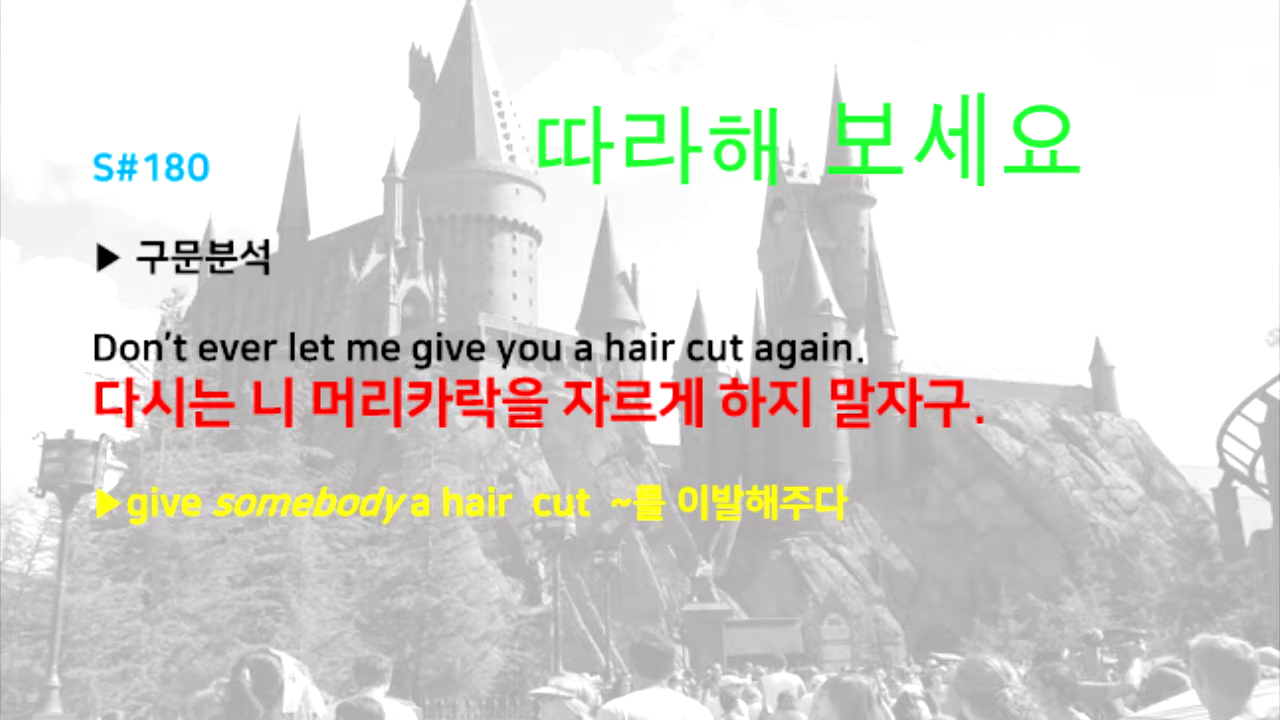 따라해 보세요
S#180
▶ 구문분석
Don't ever let me give you a hair cut again.
다시는 니 머리카락을 자르게 하지 말자구.
▶give somebody a hair cut ~를 이발해주다